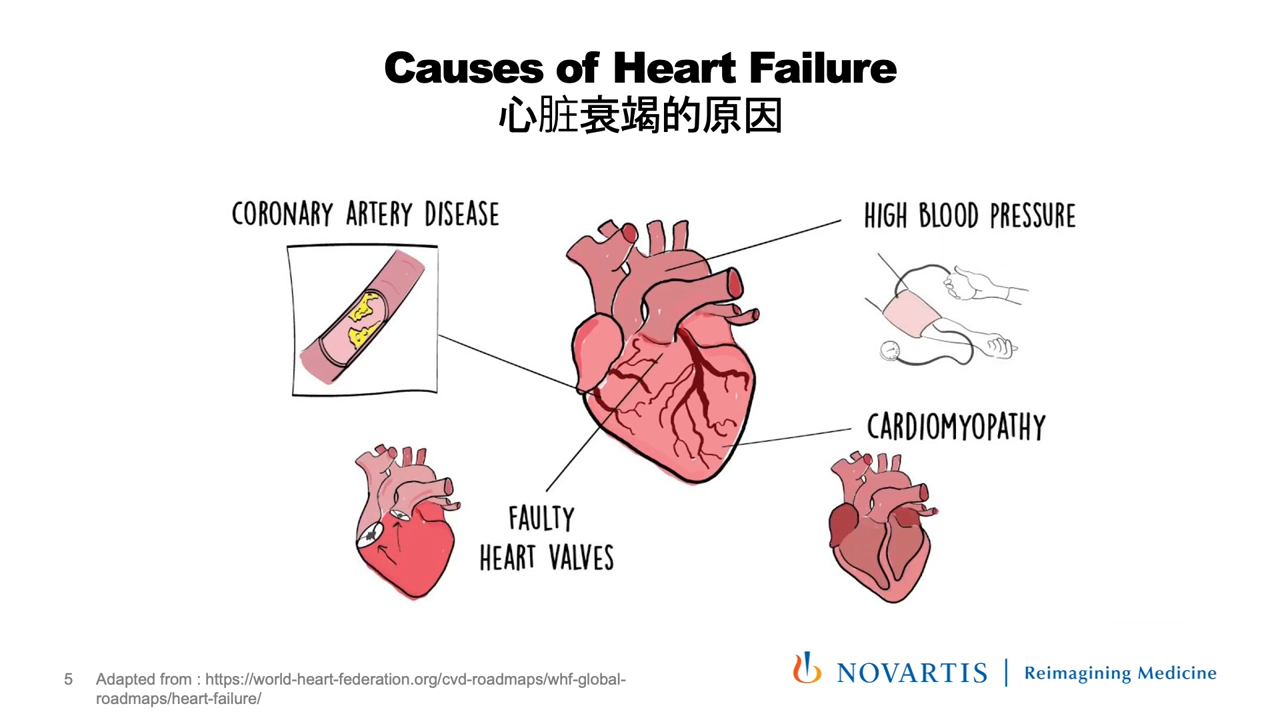 Causes of Heart Failure
心脏衰竭的原因
CORONARY ARTERY DISEASE
HIGH BLOOD PRESSURE
CARDIOMYOPATHY
FAULTY
HEART VALVES
5 Adapted from : https://world-heart-federation.org/cvd-roadmaps/whf-global-
roadmaps/heart-failure/
NOVARTIS | Reimagining Medicine